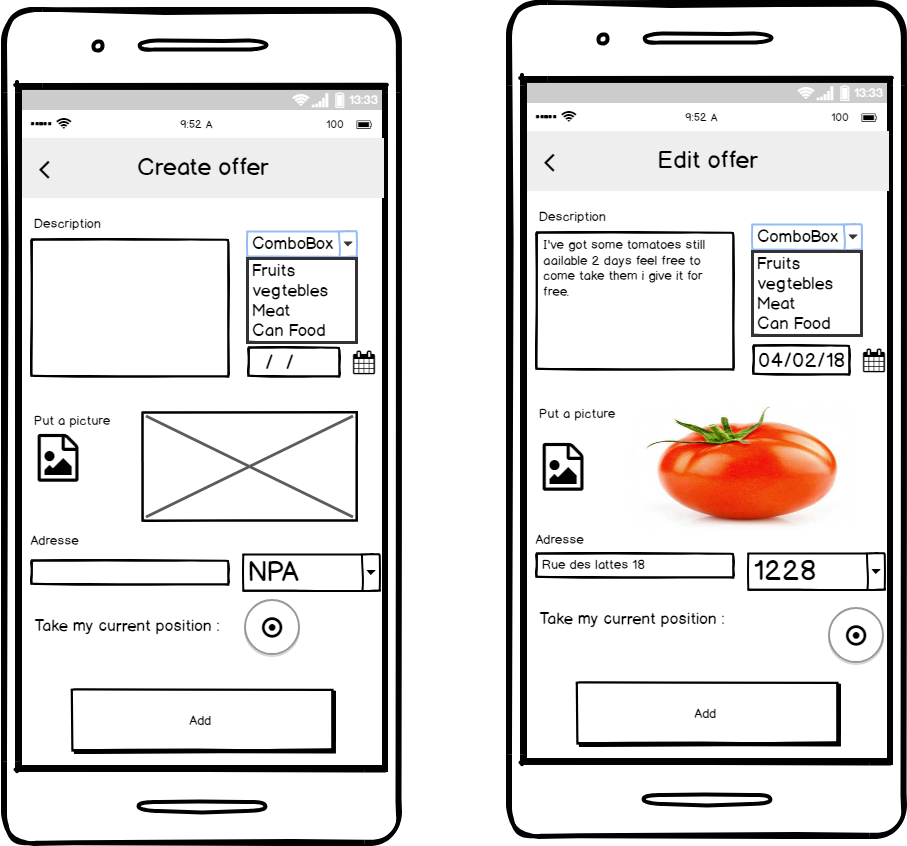 13:33
9:52 A
100
Create offer
Description
ComboBox
Fruits
vegtebles
Meat
Can Food
/ /
Put a picture
Adresse
NPA
Take my current position :
Add
13:33
9:52 A
100
Edit offer
Description
I've got some tomatoes still
aailable 2 days feel free to
come take them i give it for
free.
ComboBox
Fruits
vegtebles
Meat
Can Food
04/02/18
Put a picture
Adresse
Rue des lattes 18
1228
Take my current position :
Add